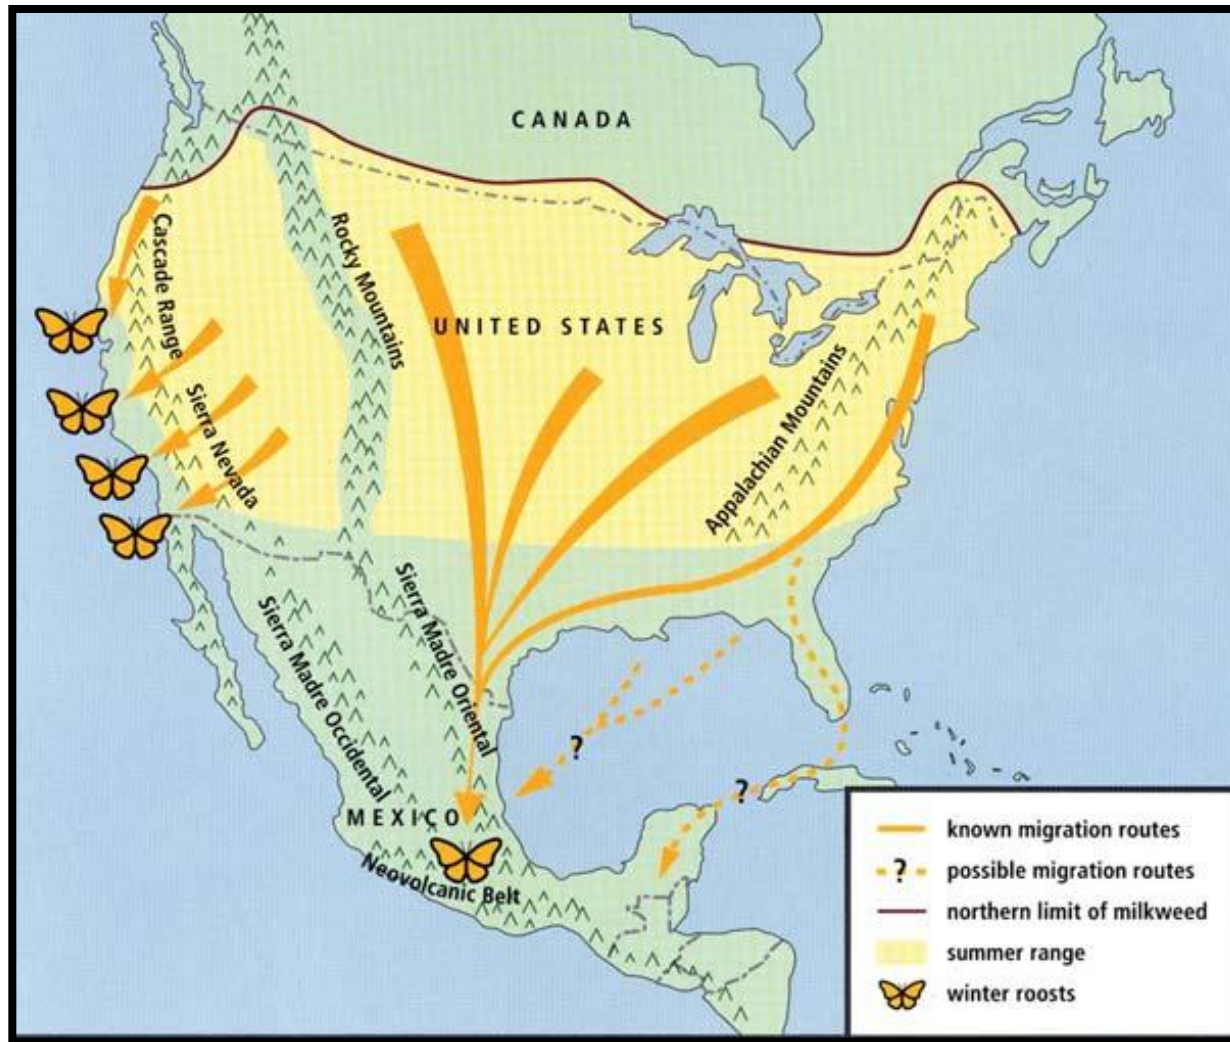 CANADA
Cascade Range
Rocky Mountains
UNITED STATES
Sierra Nevada
Appalachian Mountains
Sierra Madre Occidental
Sierra Madre Oriental
?
?
MEXICO
Neovolcanic Belt
known migration routes
? possible migration routes
northern limit of milkweed
summer range
winter roosts